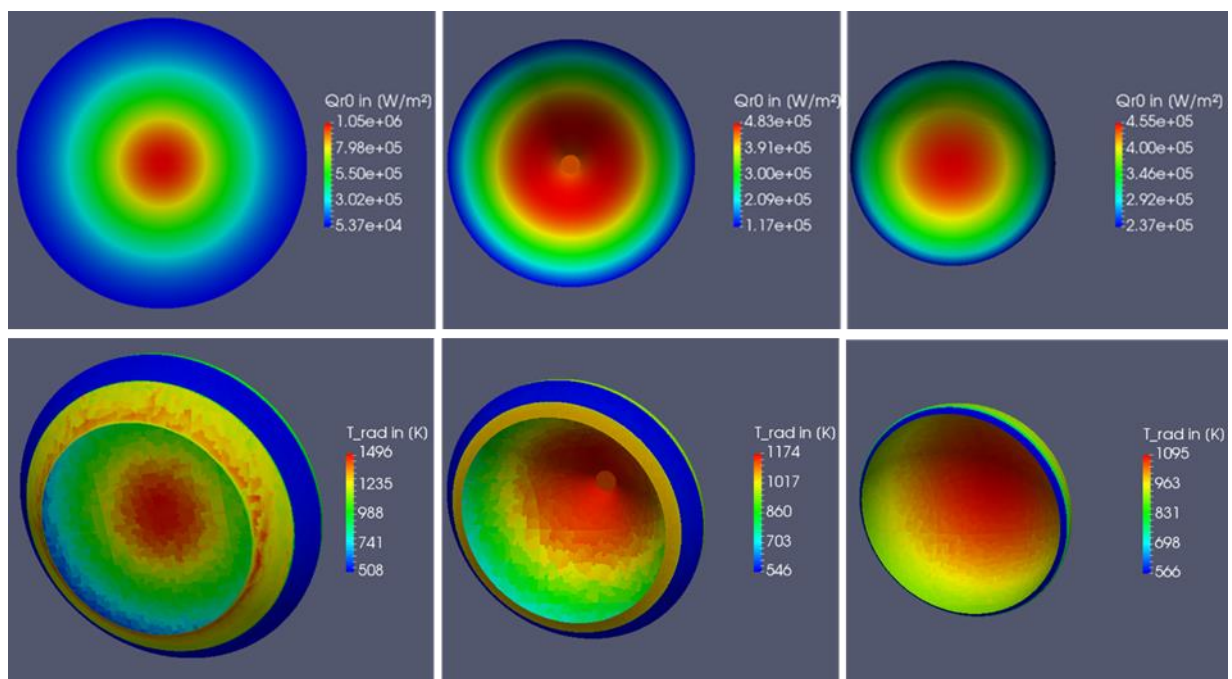 Qr0 in (W/m²)
1.05e+06
7.98e+05
5.50e+05
3.02e+05
5.37e+04
Qr0 in (W/m²)
4.83e+05
3.91e+05
3.00e+05
2.09e+05
1.17e+05
Qr0 in (W/m²)
4.55e+05
4.00e+05
3.46e+05
2.92e+05
2.37e+05
T_rad in (K)
1496
1235
988
741
508
T_rad in (K)
1174
1017
860
703
546
T_rad in (K)
1095
963
831
698
566